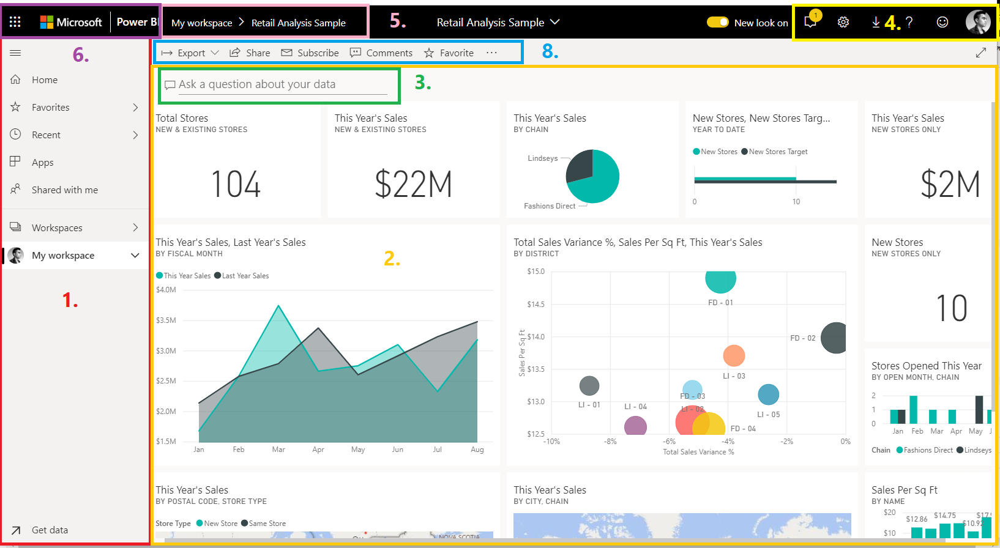 Microsoft Power BI
My workspace > Retail Analysis Sample
5.
Retail Analysis Sample
New look on
1
4.
?
6.
Export
Share
Subscribe
Comments
Favorite
...
8.
Home
Favorites
Recent
Apps
Shared with me
Workspaces
My workspace
1.
Get data
Ask a question about your data
3.
Total Stores
NEW & EXISTING STORES
104
This Year's Sales
NEW & EXISTING STORES
$22M
This Year's Sales
BY CHAIN
Lindseys
Fashions Direct
New Stores, New Stores Targ...
YEAR TO DATE
New Stores New Stores Target
0 10
This Year's Sales
NEW STORES ONLY
$2M
This Year's Sales, Last Year's Sales
BY FISCAL MONTH
2.
This Year Sales Last Year Sales
$4.0M
$3.5M
$3.0M
$2.5M
$2.0M
$1.5M
Jan Feb Mar Apr May Jun Jul Aug
Total Sales Variance %, Sales Per Sq Ft, This Year's Sales
BY DISTRICT
Sales Per Sq Ft
$15.0
$14.5
$14.0
$13.5
$13.0
$12.5
FD - 01
FD - 02
LI - 03
LI - 01
LI - 04
FD - 03
LI - 02
LI - 05
FD - 04
-10% -8% -6% -4% -2% 0%
Total Sales Variance %
New Stores
NEW STORES ONLY
10
Stores Opened This Year
BY OPEN MONTH, CHAIN
2
1
0
Jan Feb Mar Apr May J
Chain Fashions Direct Lindseys
This Year's Sales
BY POSTAL CODE, STORE TYPE
Store Type New Store Same Store
NOVA SCOTIA
This Year's Sales
BY CITY, CHAIN
Sales Per Sq Ft
BY NAME
$20
$10
$12.86 $14.75 $10.92